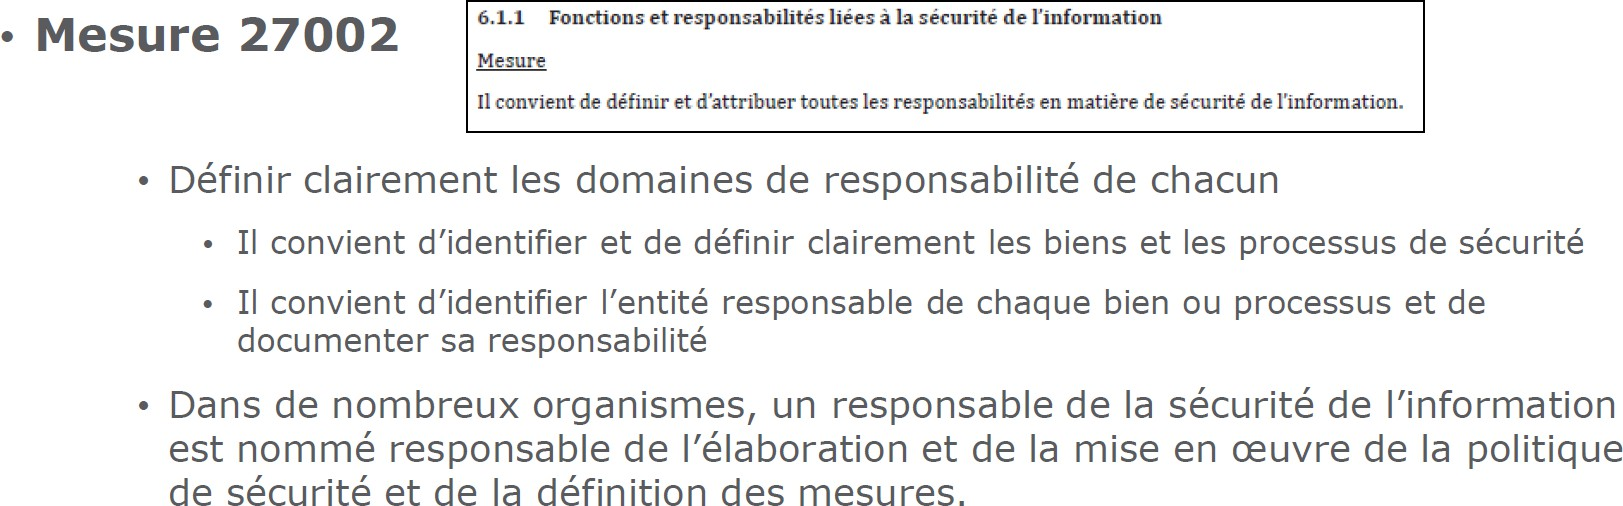 • Mesure 27002
6.1.1 Fonctions et responsabilités liées à la sécurité de l’information
Mesure
Il convient de définir et d’attribuer toutes les responsabilités en matière de sécurité de l’information.
• Définir clairement les domaines de responsabilité de chacun
• Il convient d’identifier et de définir clairement les biens et les processus de sécurité
• Il convient d’identifier l’entité responsable de chaque bien ou processus et de
documenter sa responsabilité
• Dans de nombreux organismes, un responsable de la sécurité de l’information
est nommé responsable de l’élaboration et de la mise en œuvre de la politique
de sécurité et de la définition des mesures.